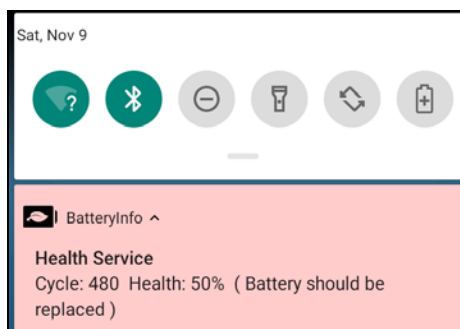 Sat, Nov 9
?
BatteryInfo
Health Service
Cycle: 480 Health: 50% ( Battery should be
replaced )